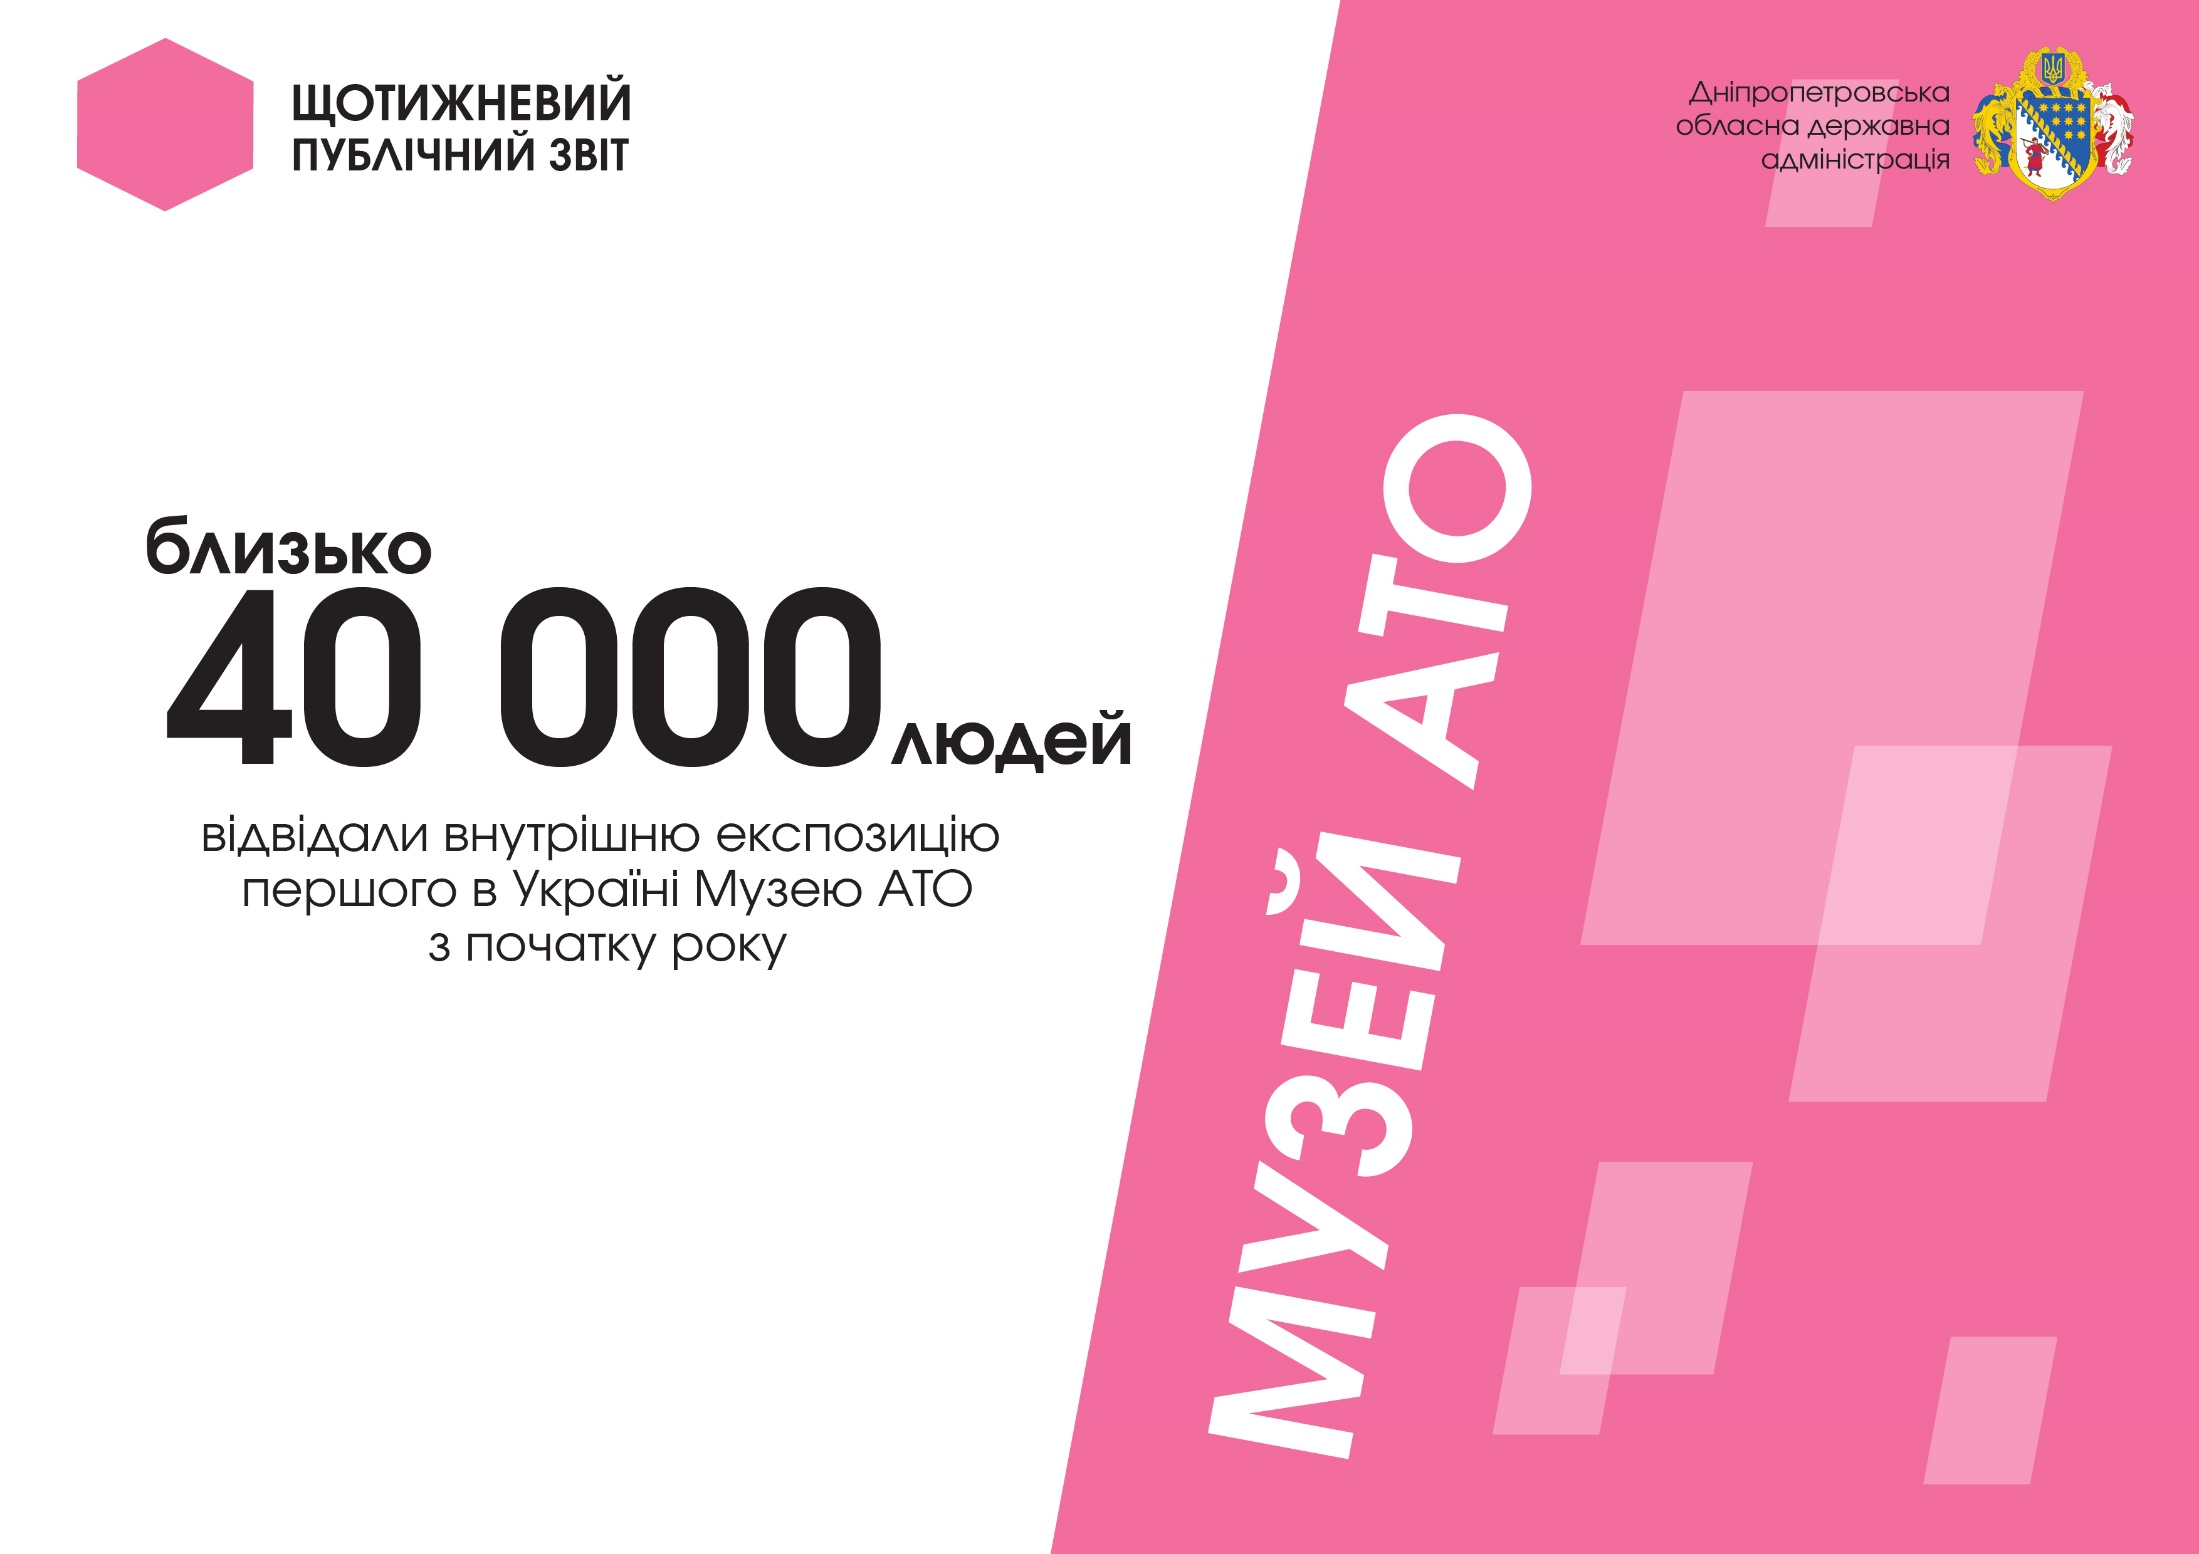 ЩОТИЖНЕВИЙ
ПУБЛІЧНИЙ ЗВІТ
Дніпропетровська
обласна державна
адміністрація
близько
40 000 людей
відвідали внутрішню експозицію
першого в Україні Музею АТО
з початку року
МУЗЕЙ АТО